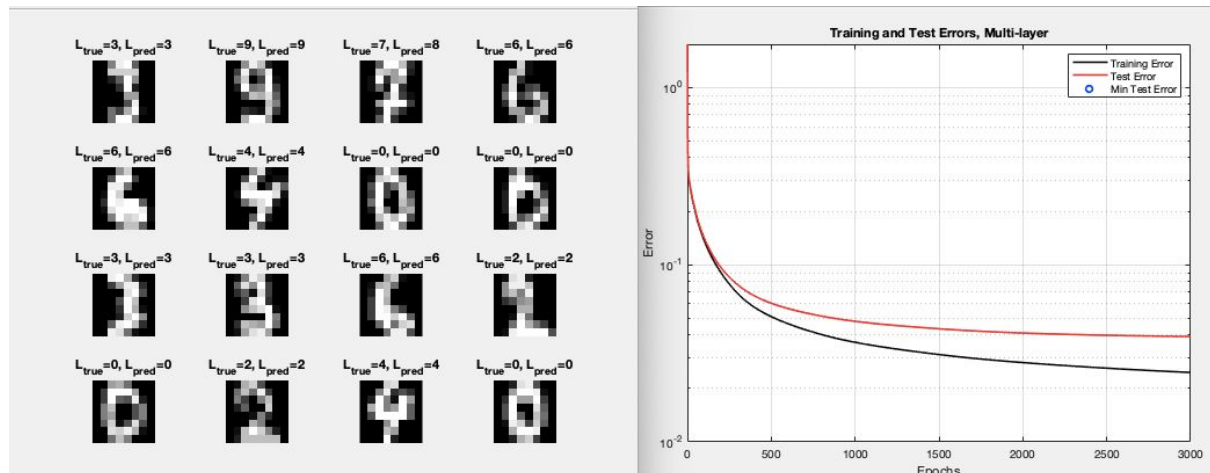 L_true=3, L_pred=3 L_true=9, L_pred=9 L_true=7, L_pred=8 L_true=6, L_pred=6
L_true=6, L_pred=6 L_true=4, L_pred=4 L_true=0, L_pred=0 L_true=0, L_pred=0
L_true=3, L_pred=3 L_true=3, L_pred=3 L_true=6, L_pred=6 L_true=2, L_pred=2
L_true=0, L_pred=0 L_true=2, L_pred=2 L_true=4, L_pred=4 L_true=0, L_pred=0
Training and Test Errors, Multi-layer
Training Error
Test Error
Min Test Error
10^0
10^-1
10^-2
Error
0 500 1000 1500 2000 2500 3000
Epochs